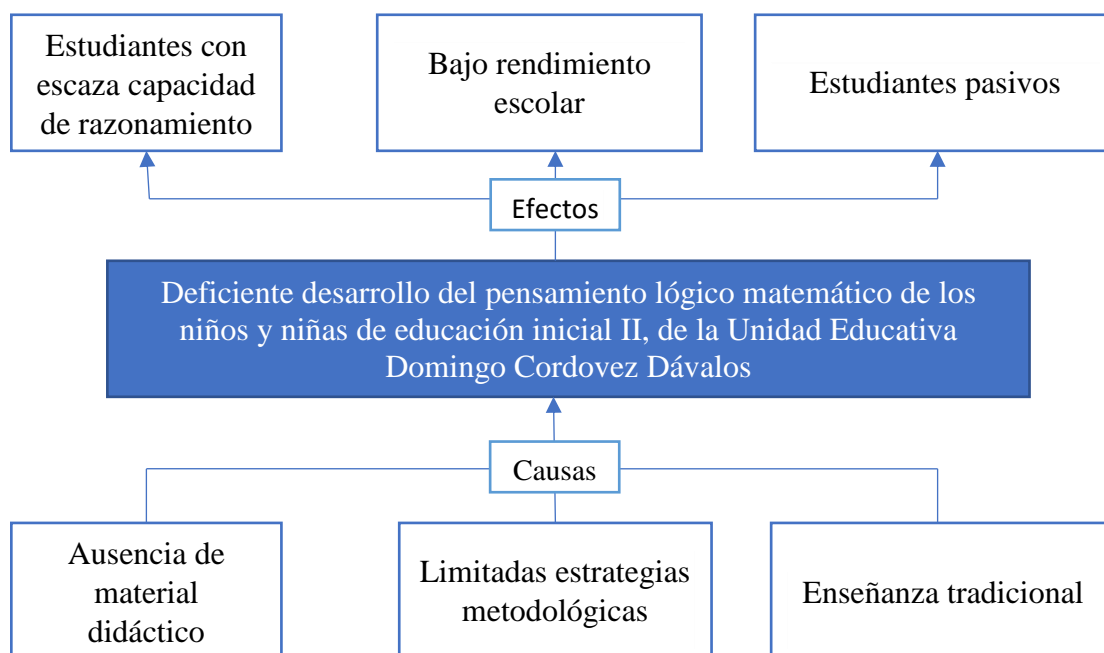 Estudiantes con
escaza capacidad
de razonamiento
Bajo rendimiento
escolar
Estudiantes pasivos
Efectos
Deficiente desarrollo del pensamiento lógico matemático de los
niños y niñas de educación inicial II, de la Unidad Educativa
Domingo Cordovez Dávalos
Causas
Ausencia de
material
didáctico
Limitadas estrategias
metodológicas
Enseñanza tradicional